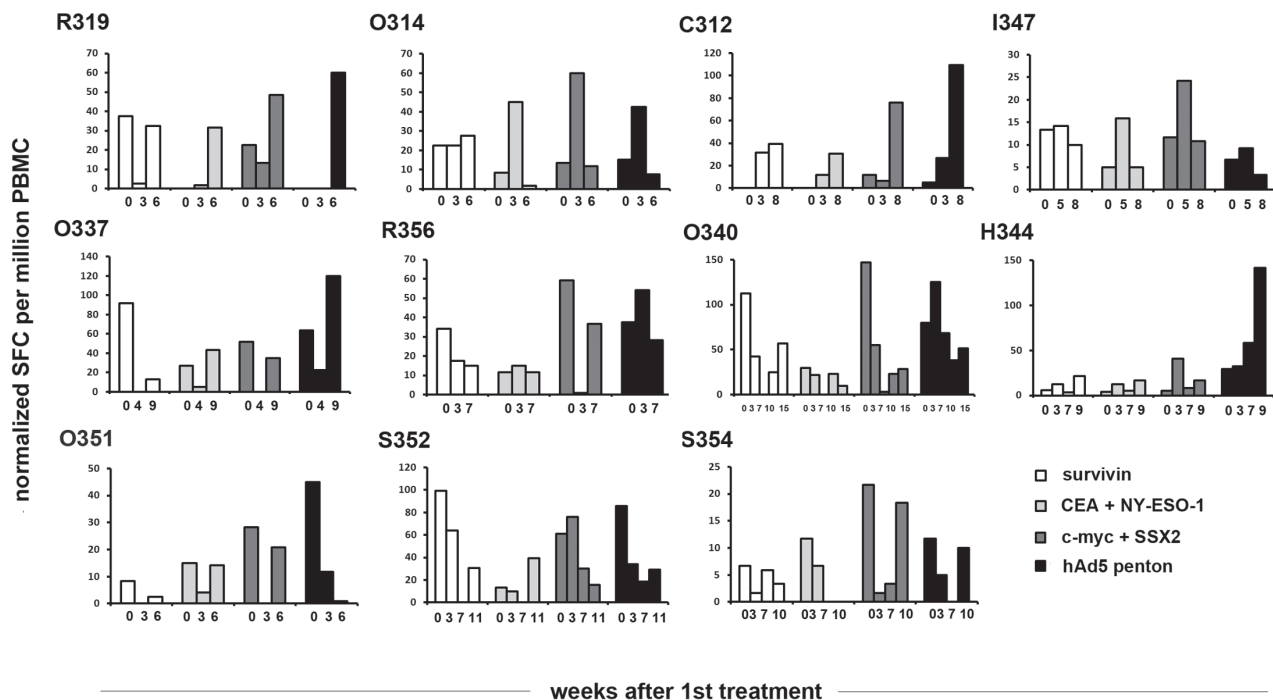 R319
70
60
50
40
30
20
10
0
0 3 6 0 3 6 0 3 6 0 3 6
O314
70
60
50
40
30
20
10
0
0 3 6 0 3 6 0 3 6 0 3 6
C312
120
100
80
60
40
20
0
0 3 8 0 3 8 0 3 8 0 3 8
I347
30
25
20
15
10
5
0
0 5 8 0 5 8 0 5 8 0 5 8
O337
140
120
100
80
60
40
20
0
0 4 9 0 4 9 0 4 9 0 4 9
R356
70
60
50
40
30
20
10
0
0 3 7 0 3 7 0 3 7 0 3 7
O340
150
100
50
0
0 3 7 10 15 0 3 7 10 15 0 3 7 10 15 0 3 7 10 15
H344
150
100
50
0
0 3 7 9 0 3 7 9 0 3 7 9 0 3 7 9
O351
50
40
30
20
10
0
0 3 6 0 3 6 0 3 6 0 3 6
S352
120
100
80
60
40
20
0
0 3 7 11 0 3 7 11 0 3 7 11 0 3 7 11
S354
25
20
15
10
5
0
03 7 10 03 7 10 03 7 10 03 7 10
survivin
CEA + NY-ESO-1
c-myc + SSX2
hAd5 penton
normalized SFC per million PBMC
weeks after 1st treatment